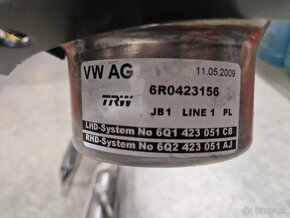 VW AG
11.05.2009
TRW
6R0423156
JB1 LINE 1 PL
LHD-System No 6Q1 423 051 CB
RHD-System No 6Q2 423 051 AJ